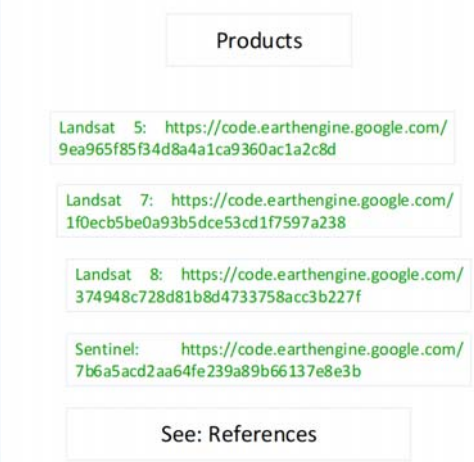 Products
Landsat 5: https://code.earthengine.google.com/
9ea965f85f34d8a4a1ca9360ac1a2c8d
Landsat 7: https://code.earthengine.google.com/
1f0ecb5be0a93b5dce53cd1f7597a238
Landsat 8: https://code.earthengine.google.com/
374948c728d81b8d4733758acc3b227f
Sentinel: https://code.earthengine.google.com/
7b6a5acd2aa64fe239a89b66137e8e3b
See: References